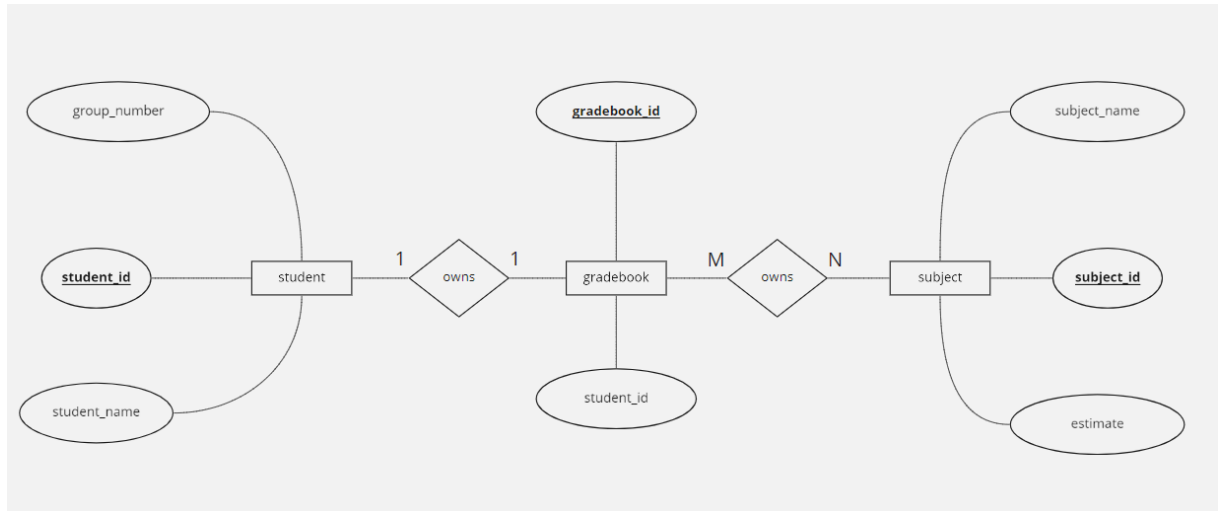 group_number
gradebook_id
subject_name
student_id
student
1
owns
1
gradebook
M
owns
N
subject
subject_id
student_name
student_id
estimate